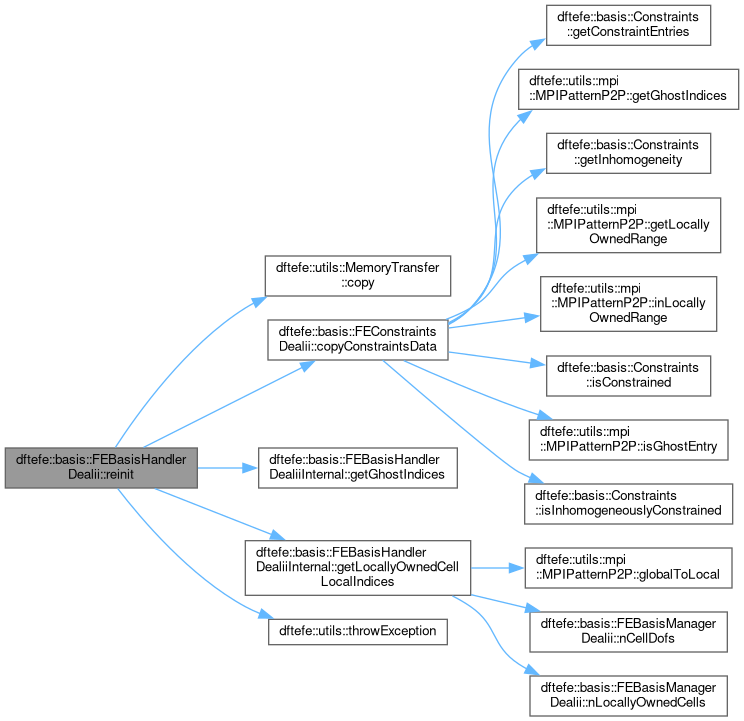 dftefe::basis::FEBasisHandler
Dealii::reinit
dftefe::utils::MemoryTransfer
::copy
dftefe::basis::FEConstraints
Dealii::copyConstraintsData
dftefe::basis::FEBasisHandler
DealiiInternal::getGhostIndices
dftefe::basis::FEBasisHandler
DealiiInternal::getLocallyOwnedCell
LocalIndices
dftefe::utils::throwException
dftefe::basis::Constraints
::getConstraintEntries
dftefe::utils::mpi
::MPIPatternP2P::getGhostIndices
dftefe::basis::Constraints
::getInhomogeneity
dftefe::utils::mpi
::MPIPatternP2P::getLocally
OwnedRange
dftefe::utils::mpi
::MPIPatternP2P::inLocally
OwnedRange
dftefe::basis::Constraints
::isConstrained
dftefe::utils::mpi
::MPIPatternP2P::isGhostEntry
dftefe::basis::Constraints
::isInhomogeneouslyConstrained
dftefe::utils::mpi
::MPIPatternP2P::globalToLocal
dftefe::basis::FEBasisManager
Dealii::nCellDofs
dftefe::basis::FEBasisManager
Dealii::nLocallyOwnedCells